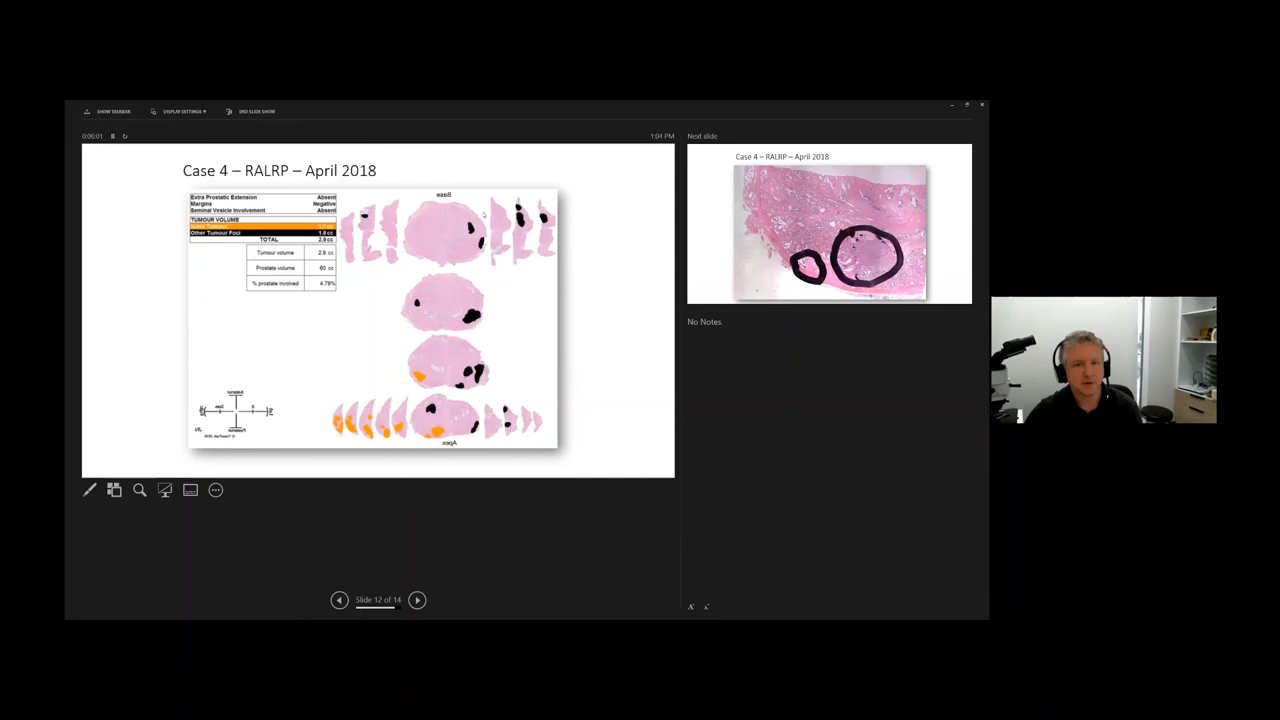 SHOW TASKBAR
DISPLAY SETTINGS ▾
END SLIDE SHOW
0:06:01
1:04 PM
Next slide
Case 4 – RALRP – April 2018
Extra Prostatic Extension Absent
Margins Negative
Seminal Vesicle Involvement Absent
TUMOUR VOLUME
Index Tumour
Other Tumour Foci 1.8 cc
TOTAL 2.9 cc
Tumour volume 2.9 cc
Prostate volume 60 cc
% prostate involved 4.79%
Base
Apex
Case 4 – RALRP – April 2018
No Notes.
Slide 12 of 14